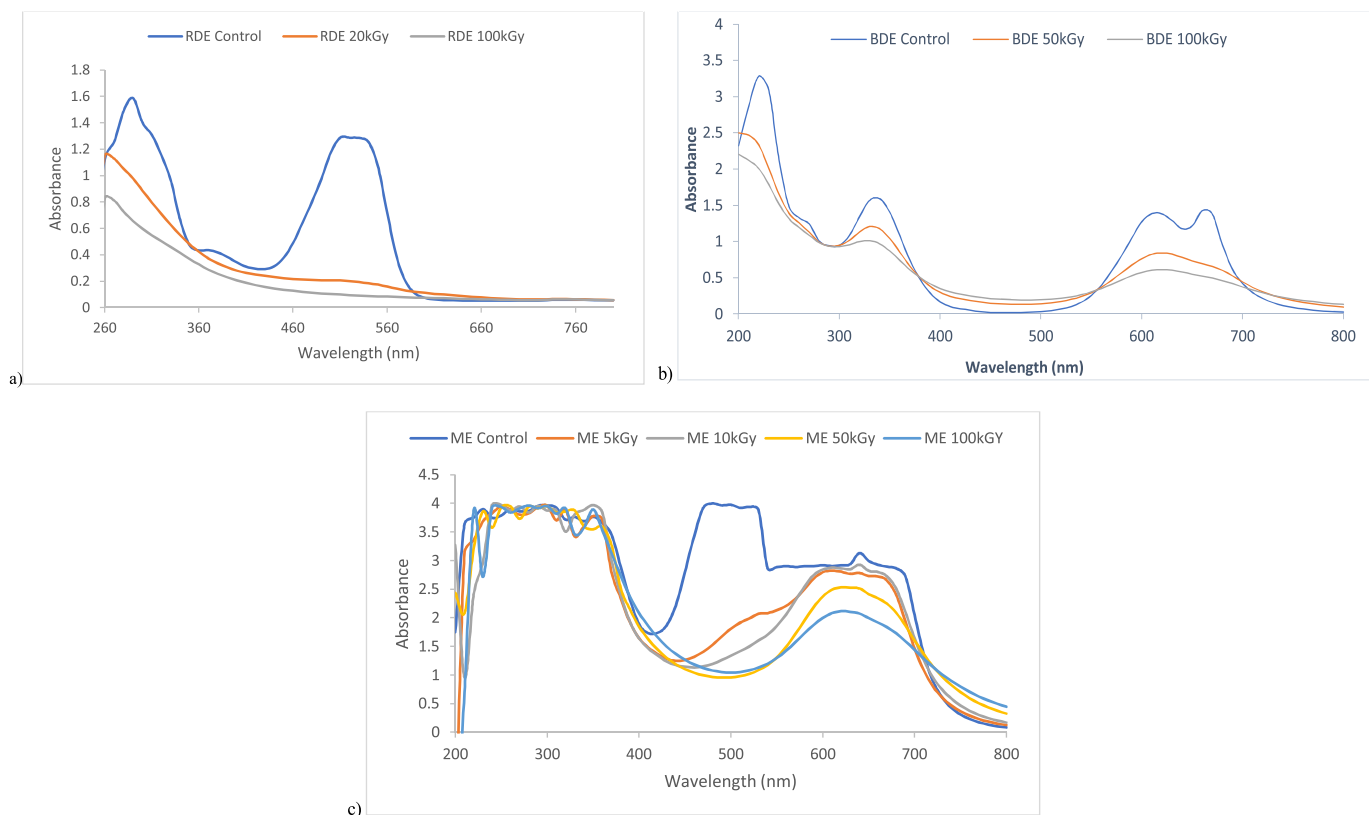 RDE Control RDE 20kGy RDE 100kGy
1.8
1.6
1.4
1.2
1
0.8
0.6
0.4
0.2
0
Absorbance
260 360 460 560 660 760
Wavelength (nm)
a)
BDE Control BDE 50kGy BDE 100kGy
4
3.5
3
2.5
2
1.5
1
0.5
0
Absorbance
200 300 400 500 600 700 800
Wavelength (nm)
b)
ME Control ME 5kGy ME 10kGy ME 50kGy ME 100kGY
4.5
4
3.5
3
2.5
2
1.5
1
0.5
0
Absorbance
200 300 400 500 600 700 800
Wavelength (nm)
c)